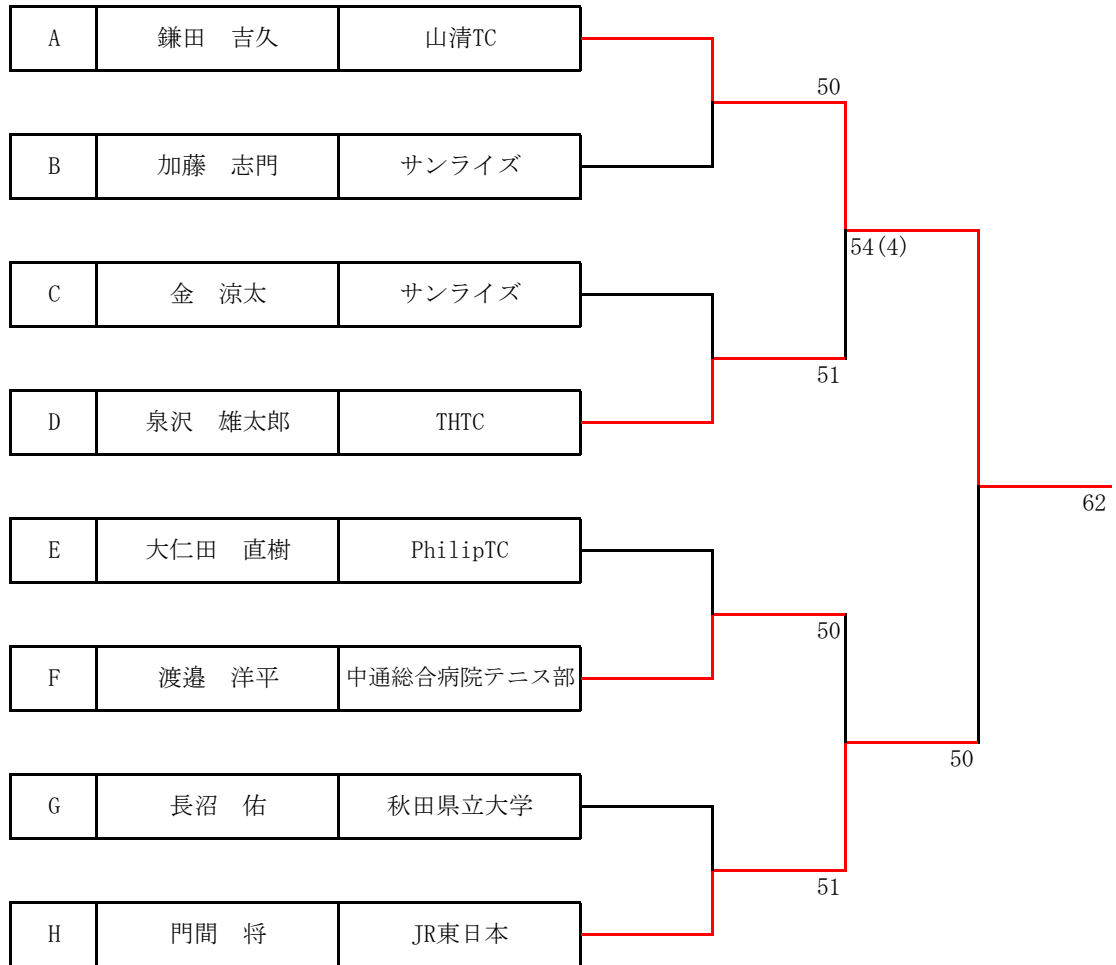 A 鎌田　吉久 山清TC
50
B 加藤　志門 サンライズ
54(4)
C 金　涼太 サンライズ
51
D 泉沢　雄太郎 THTC
62
E 大仁田　直樹 PhilipTC
50
F 渡邉　洋平 中通総合病院テニス部
50
G 長沼　佑 秋田県立大学
51
H 門間　将 JR東日本